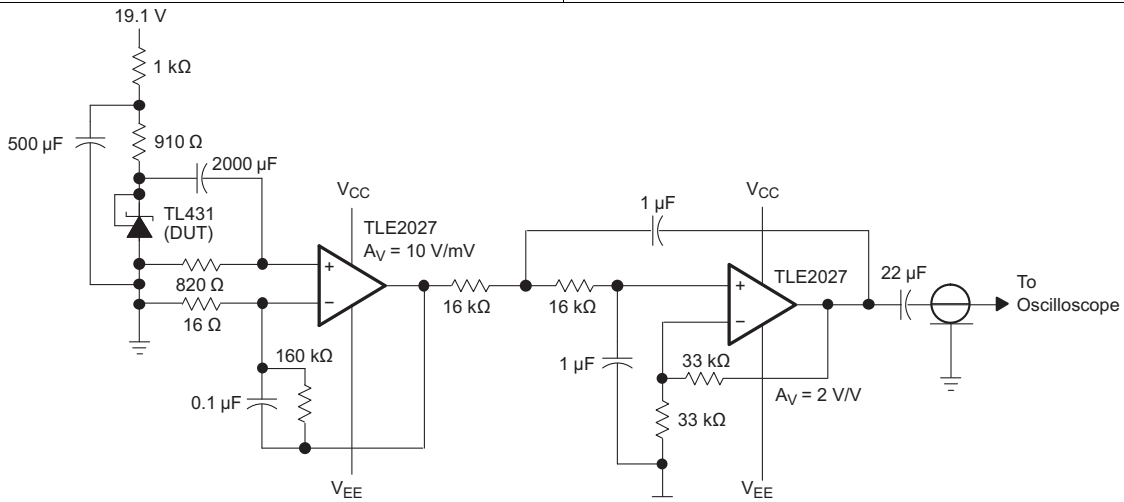 19.1 V
1 kΩ
500 µF
910 Ω
2000 µF
TL431
(DUT)
820 Ω
16 Ω
VCC
TLE2027
AV = 10 V/mV
+
−
160 kΩ
0.1 µF
VEE
16 kΩ
16 kΩ
1 µF
1 µF
VCC
TLE2027
+
−
33 kΩ
33 kΩ
AV = 2 V/V
VEE
22 µF
To
Oscilloscope